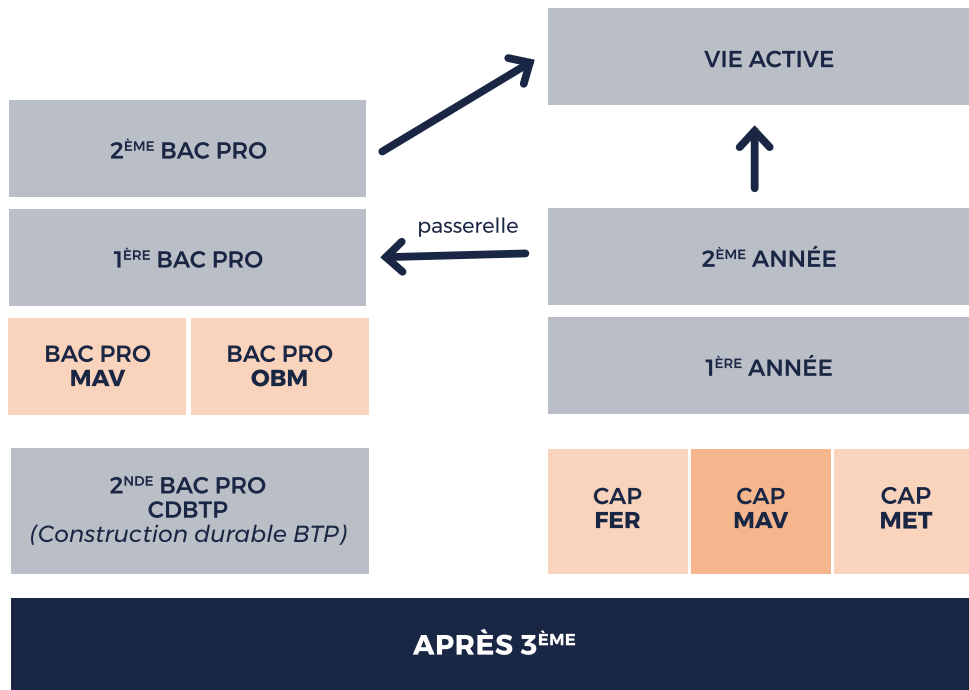 VIE ACTIVE
2ÈME BAC PRO
passerelle
1ÈRE BAC PRO
2ÈME ANNÉE
BAC PRO
MAV
BAC PRO
OBM
1ÈRE ANNÉE
2NDE BAC PRO
CDBTP
(Construction durable BTP)
CAP
FER
CAP
MAV
CAP
MET
APRÈS 3ÈME